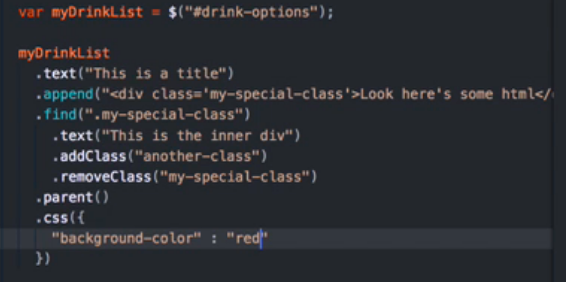 var myDrinkList = $("#drink-options");
myDrinkList
.text("This is a title")
.append("<div class='my-special-class'>Look here's some html</
.find(".my-special-class")
.text("This is the inner div")
.addClass("another-class")
.removeClass("my-special-class")
.parent()
.css({
"background-color" : "red"
})